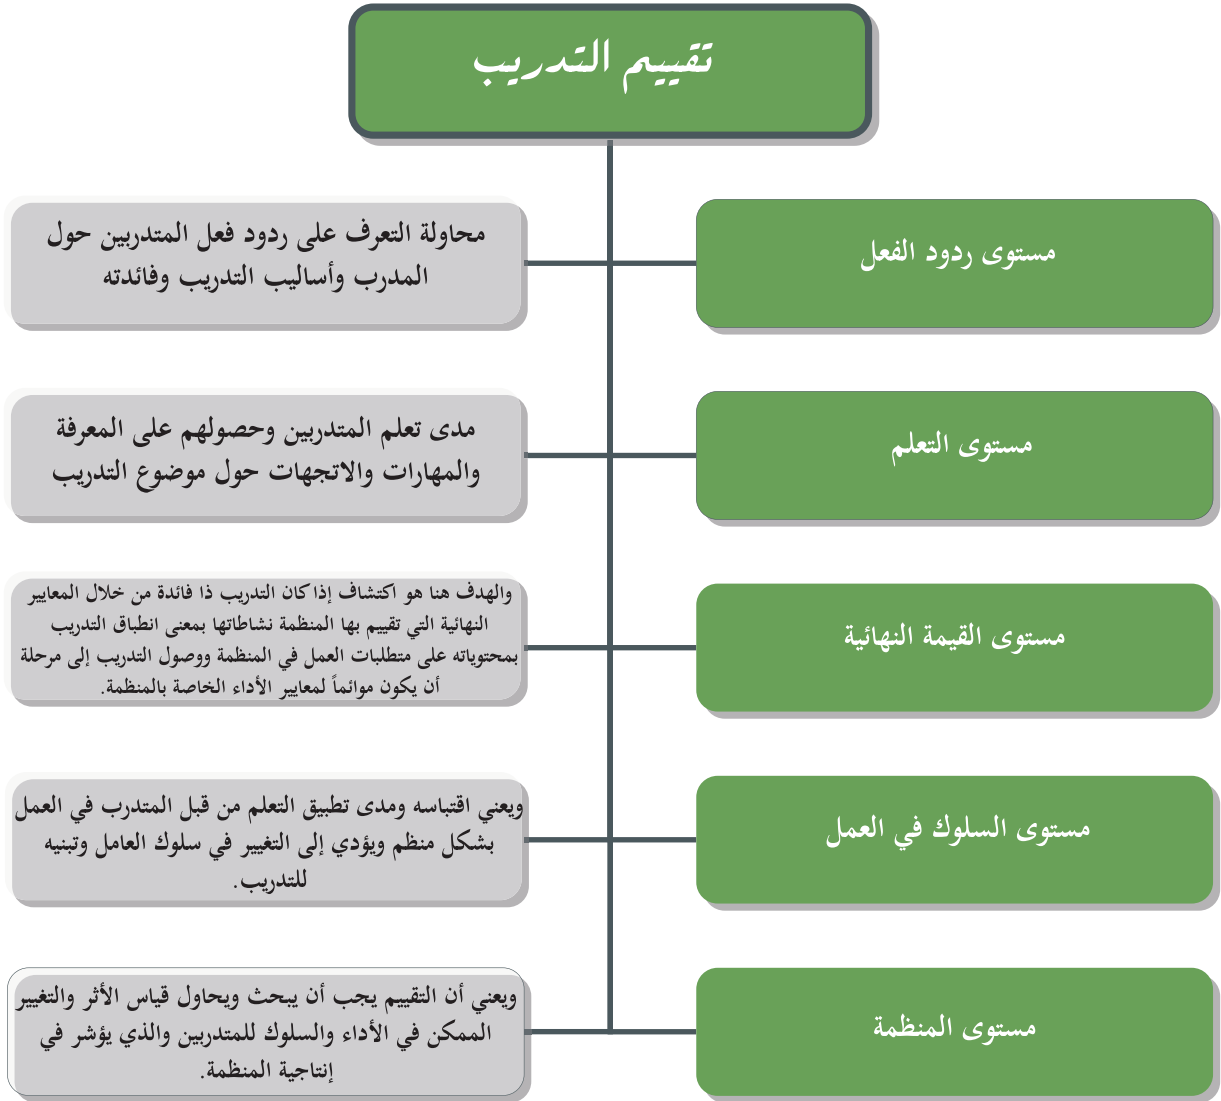 تقييم التدريب
مستوى ردود الفعل
محاولة التعرف على ردود فعل المتدربين حول
المدرب وأساليب التدريب وفائدته
مستوى التعلم
مدى تعلم المتدربين وحصولهم على المعرفة
والمهارات والاتجهات حول موضوع التدريب
مستوى القيمة النهائية
والهدف هنا هو اكتشاف إذا كان التدريب ذا فائدة من خلال المعايير
النهائية التي تقييم بها المنظمة نشاطاتها بمعنى انطباق التدريب
بمحتوياته على متطلبات العمل في المنظمة ووصول التدريب إلى مرحلة
أن يكون موائماً لمعايير الأداء الخاصة بالمنظمة.
مستوى السلوك في العمل
ويعني اقتباسه ومدى تطبيق التعلم من قبل المتدرب في العمل
بشكل منظم ويؤدي إلى التغيير في سلوك العامل وتبنيه
للتدريب.
مستوى المنظمة
ويعني أن التقييم يجب أن يبحث ويحاول قياس الأثر والتغيير
الممكن في الأداء والسلوك للمتدربين والذي يؤشر في
إنتاجية المنظمة.